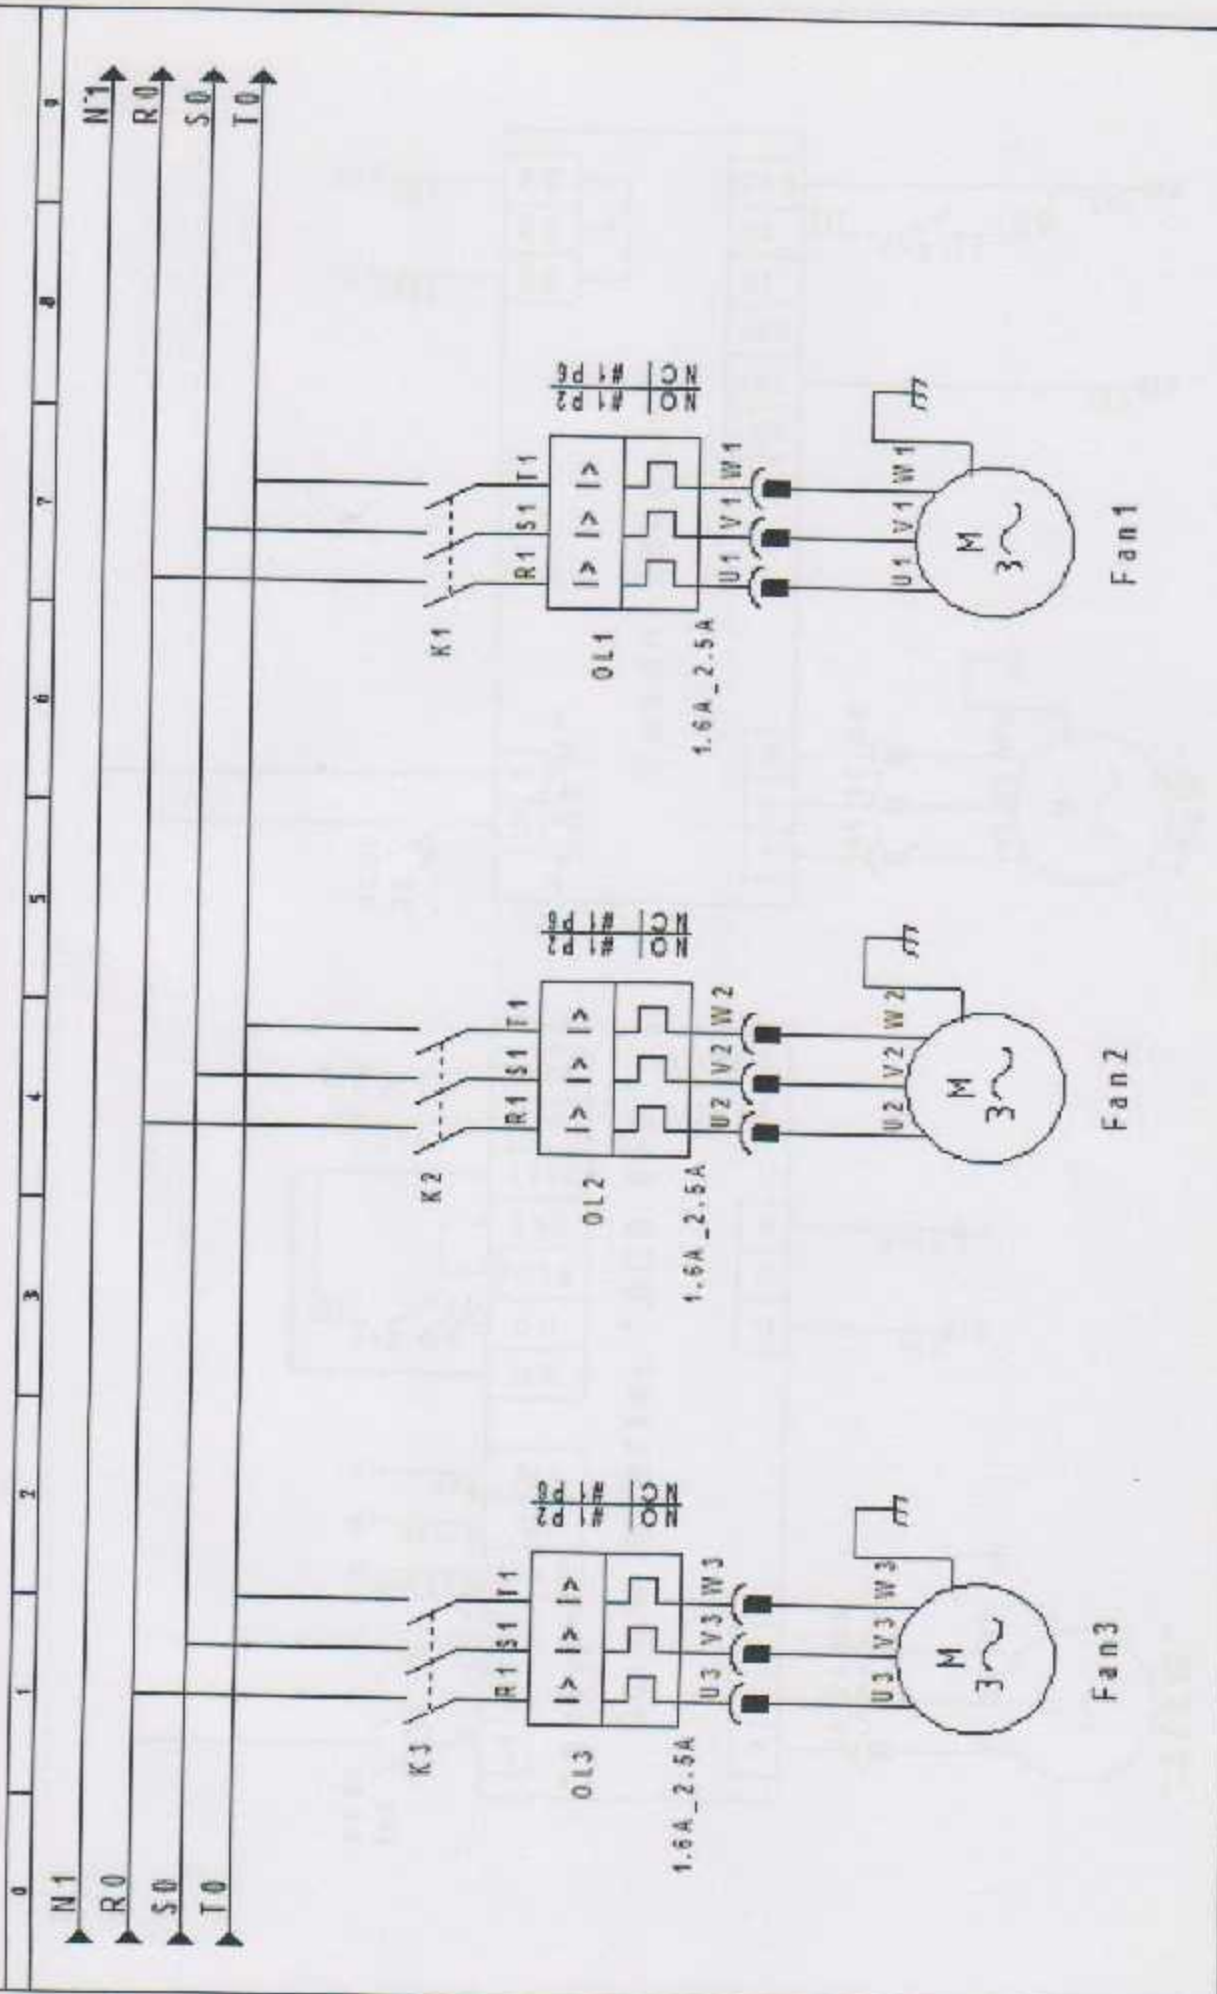 0 1 2 3 4 5 6 7 8 9
N1 N1
R0 R0
S0 S0
T0 T0
K3 K2 K1
R1 S1 T1 R1 S1 T1 R1 S1 T1
OL3 OL2 OL1
NO #1 P2 NO #1 P2 NO #1 P2
NC #1 NC #1 NC #1 P6
I> I> I> I> I> I> I> I> I>
1.6A_2.5A 1.6A_2.5A 1.6A_2.5A
U3 V3 W3 U2 V2 W2 U1 V1 W1
U3 V3 W3 U2 V2 W2 U1 V1 W1
M M M
3~ 3~ 3~
Fan3 Fan2 Fan1